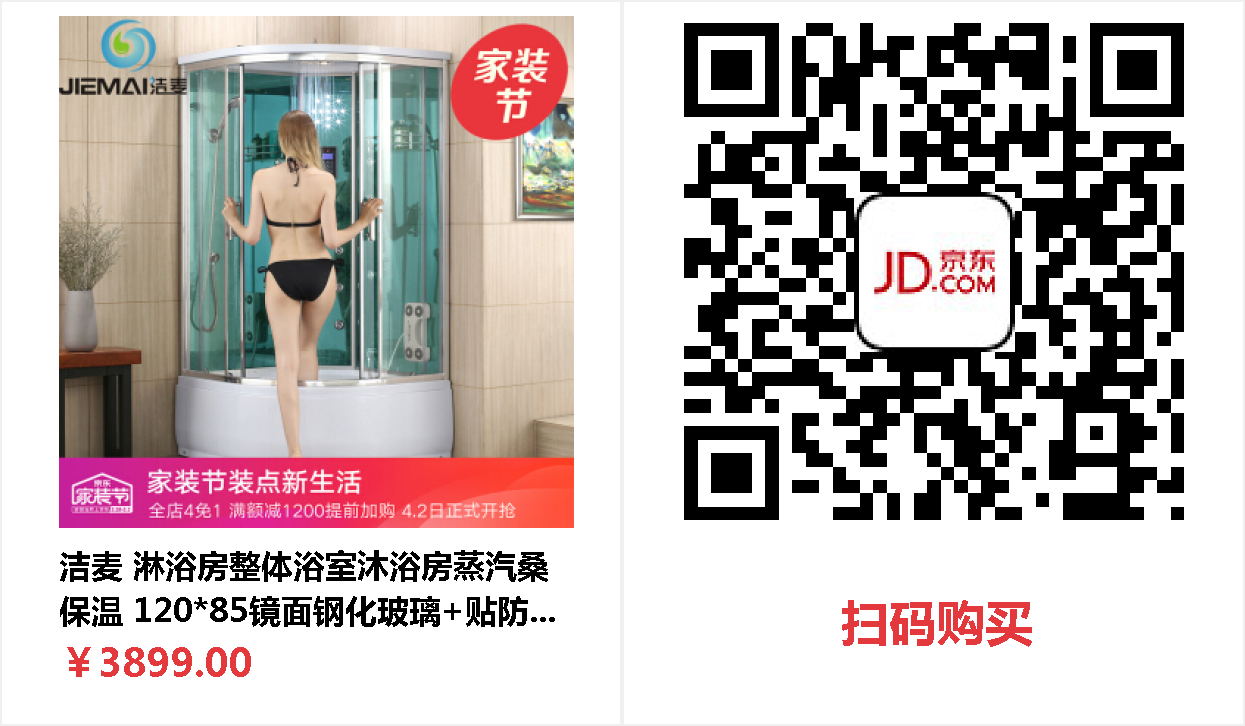 JIEMAI洁麦
家装
节
京东
家装节
家装节装点新生活
全店4免1 满额减1200提前加购 4.2日正式开抢
洁麦 淋浴房整体浴室沐浴房蒸汽桑
保温 120*85镜面钢化玻璃+贴防...
￥3899.00
JD京东
.COM
扫码购买